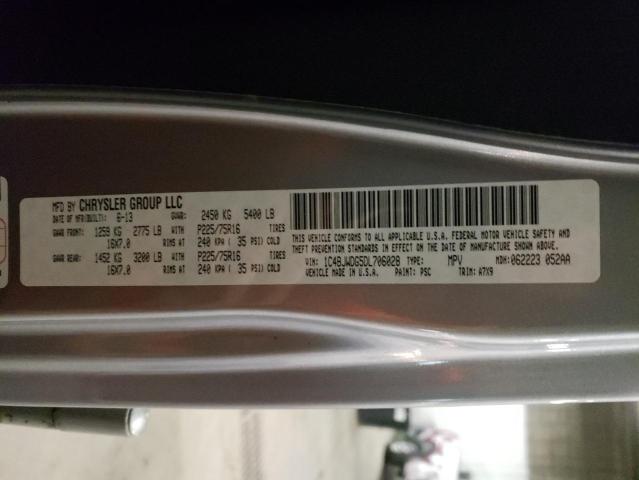 MFD BY CHRYSLER GROUP LLC
DATE OF MFR(BUILT): 6-13 GVWR: 2450 KG 5400 LB
GAWR FRONT: 1259 KG 2775 LB WITH P225/75R16 TIRES
16X7.0 RIMS AT 240 KPA ( 35 PSI) COLD
GAWR REAR: 1452 KG 3200 LB WITH P225/75R16 TIRES
16X7.0 RIMS AT 240 KPA ( 35 PSI) COLD
THIS VEHICLE CONFORMS TO ALL APPLICABLE U.S.A. FEDERAL MOTOR VEHICLE SAFETY AND
THEFT PREVENTION STANDARDS IN EFFECT ON THE DATE OF MANUFACTURE SHOWN ABOVE.
VIN: 1C4BJWDG5DL706028 TYPE: MPV MDH: 062223 052AA
VEHICLE MADE IN U.S.A. PAINT: PSC TRIM: A7X9